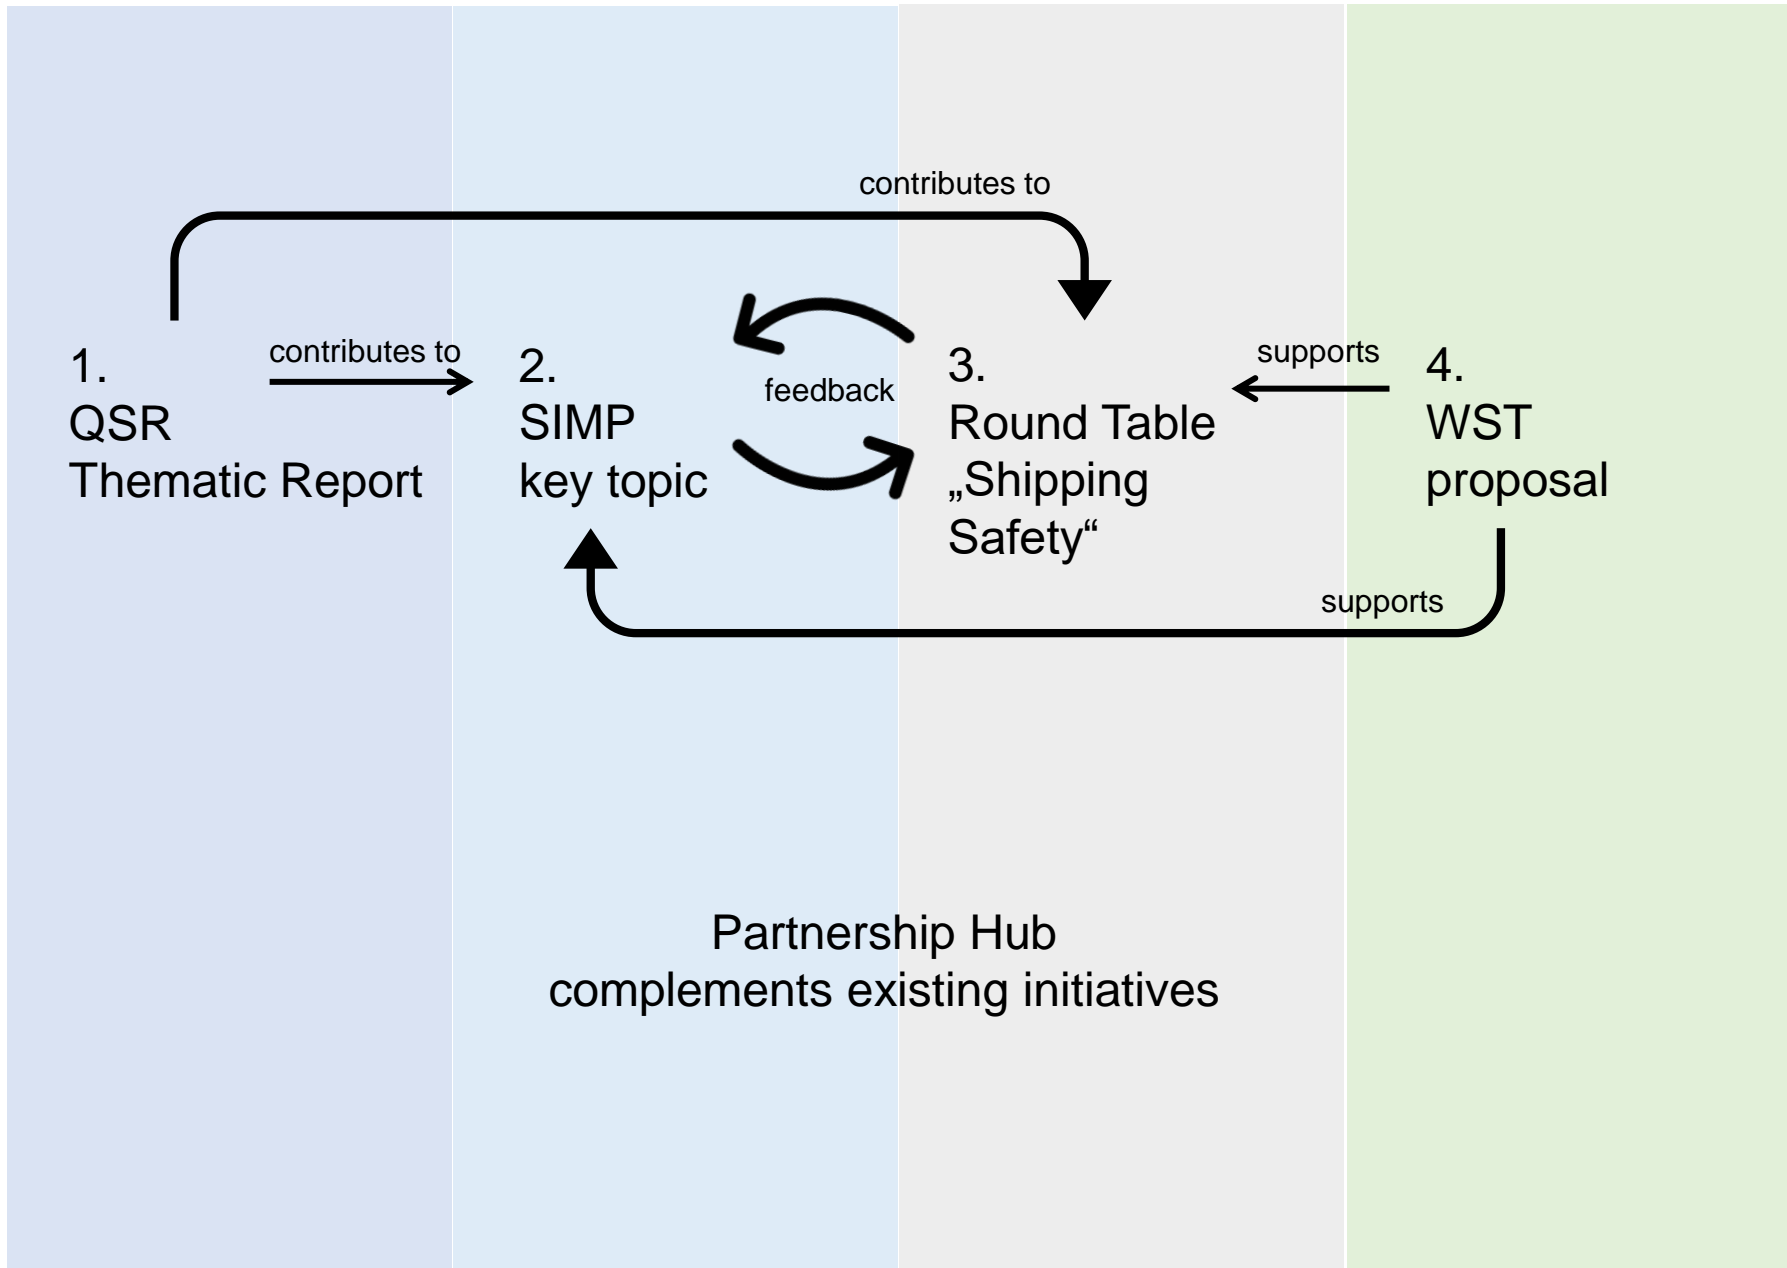 contributes to
1.
QSR
Thematic Report
contributes to
2.
SIMP
key topic
feedback
3.
Round Table
„Shipping
Safety“
supports
4.
WST
proposal
supports
Partnership Hub
complements existing initiatives